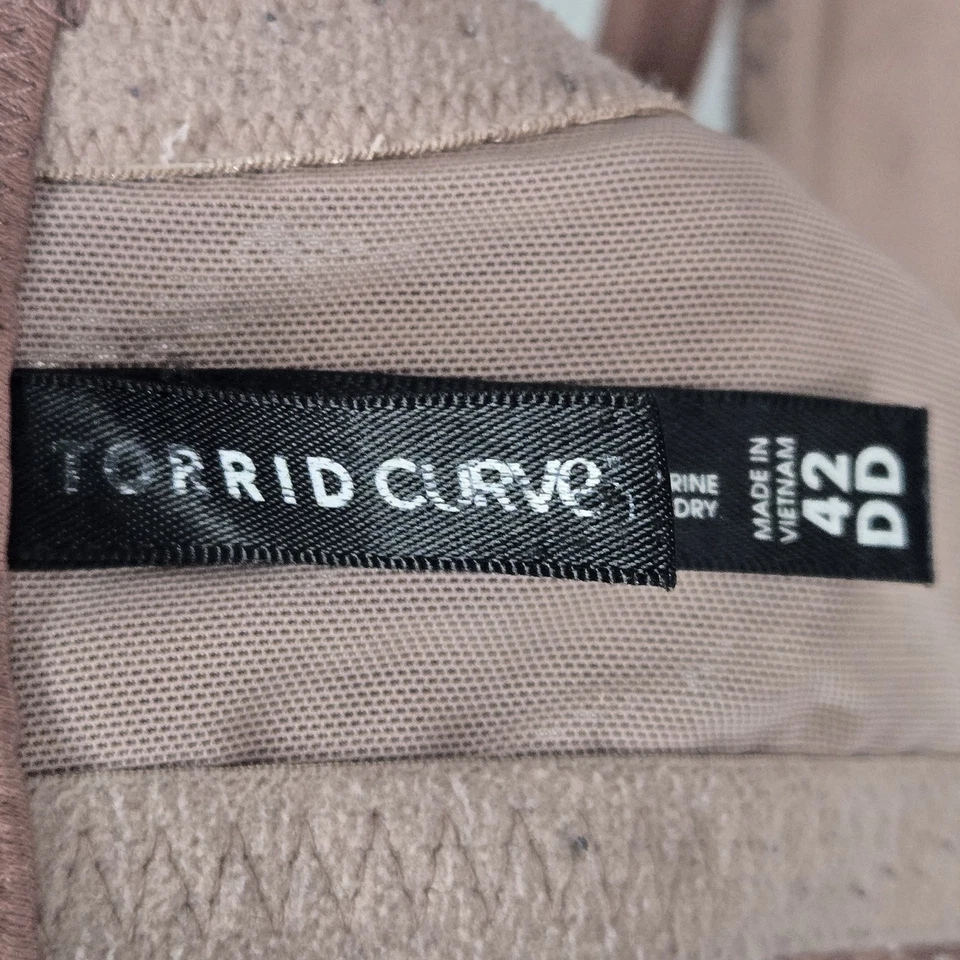 TORRID CURVe
RINE
DRY
MADE IN
VIETNAM
42
DD